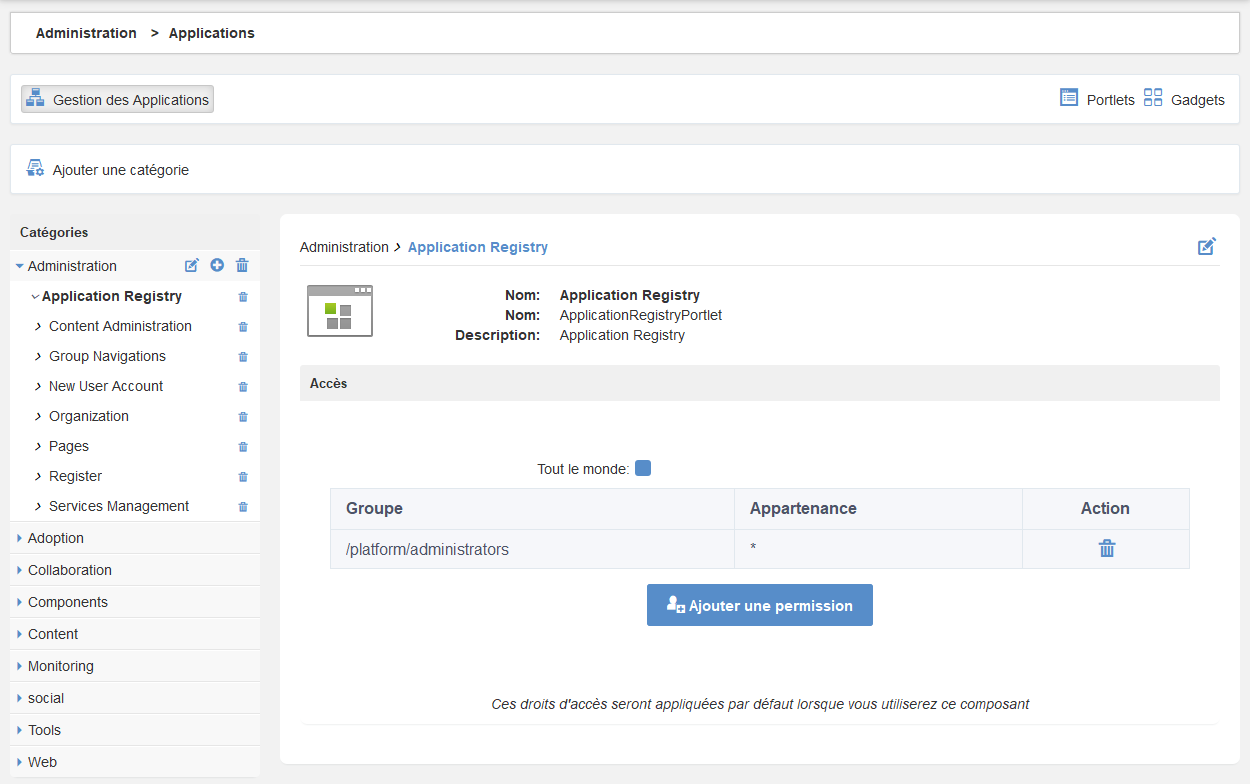 Administration > Applications
Gestion des Applications
Portlets Gadgets
Ajouter une catégorie
Catégories
Administration
Application Registry
Content Administration
Group Navigations
New User Account
Organization
Pages
Register
Services Management
Adoption
Collaboration
Components
Content
Monitoring
social
Tools
Web
Administration > Application Registry
Nom: Application Registry
Nom: ApplicationRegistryPortlet
Description: Application Registry
Accès
Tout le monde:
Groupe Appartenance Action
/platform/administrators *
Ajouter une permission
Ces droits d'accès seront appliquées par défaut lorsque vous utiliserez ce composant